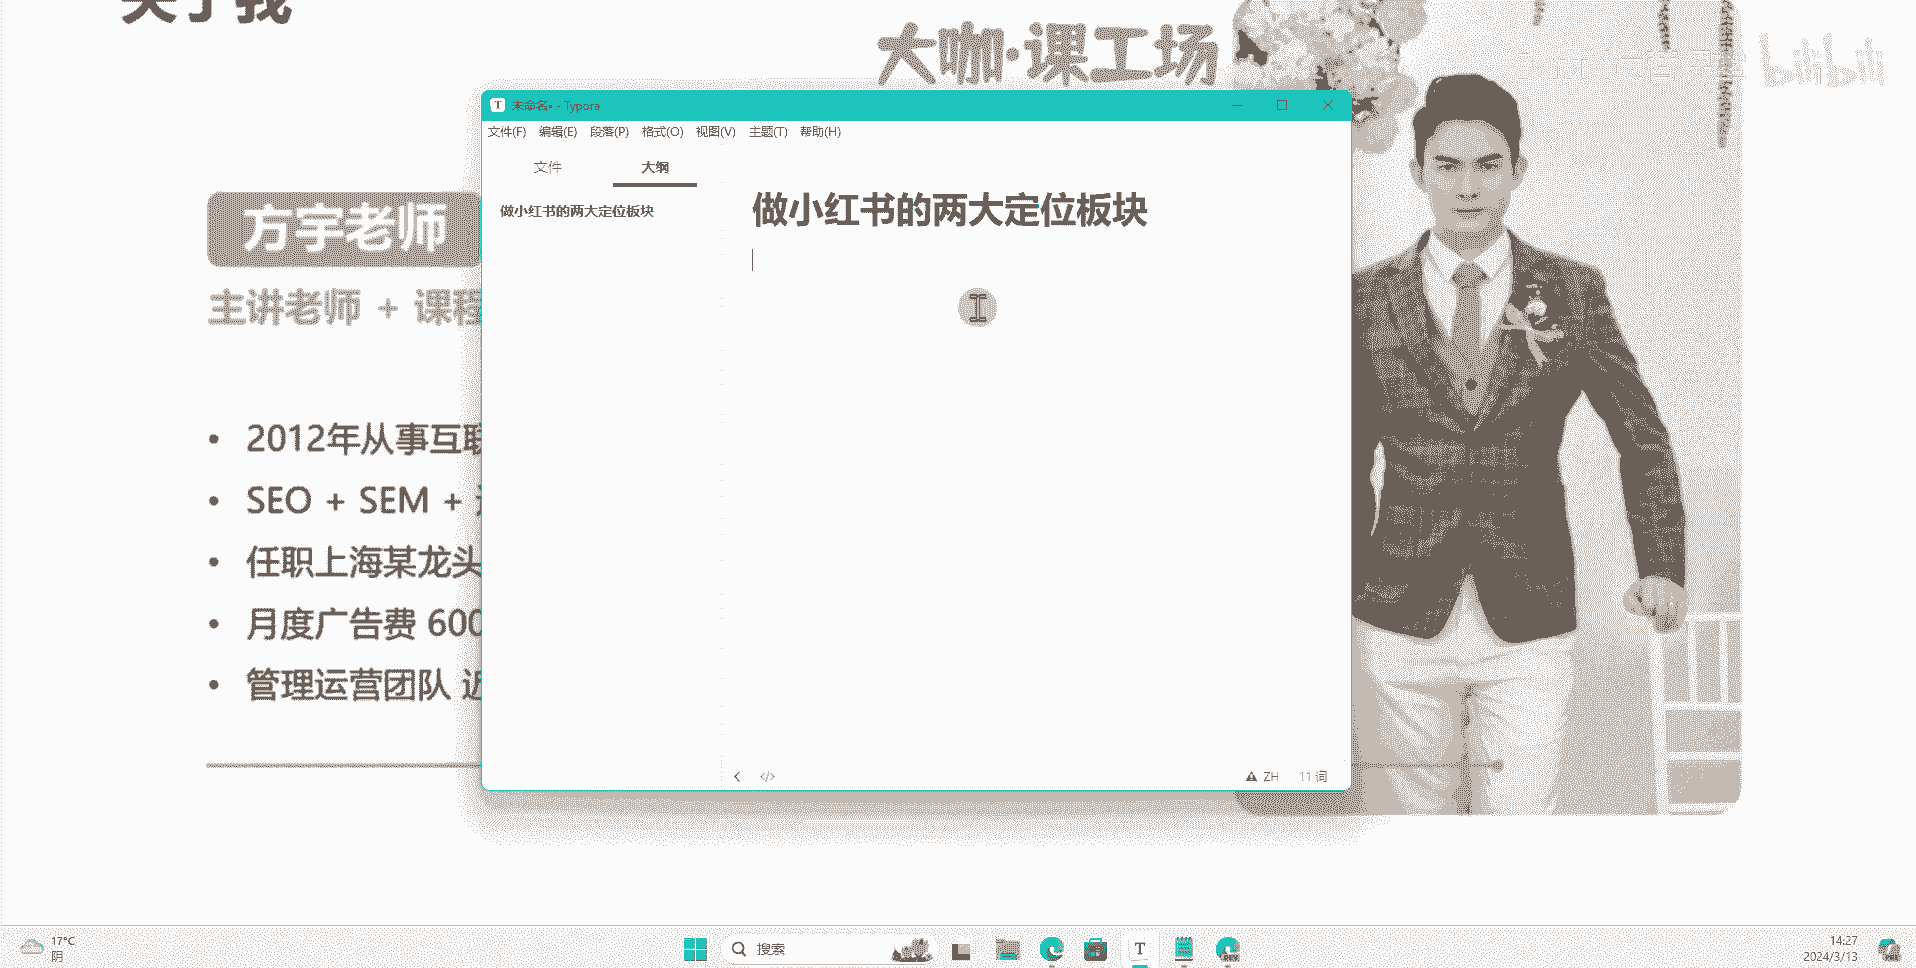 关于我
大咖·课工场
bilibili
未命名• - Typora
文件(F) 编辑(E) 段落(P) 格式(O) 视图(V) 主题(T) 帮助(H)
文件 大纲
做小红书的两大定位板块
做小红书的两大定位板块
方宇老师
主讲老师 + 课程
2012年从事互联
SEO + SEM +
任职上海某龙头
月度广告费 600
管理运营团队 近
ZH 11 词
17°C
阴
搜索
14:27
2024/3/13